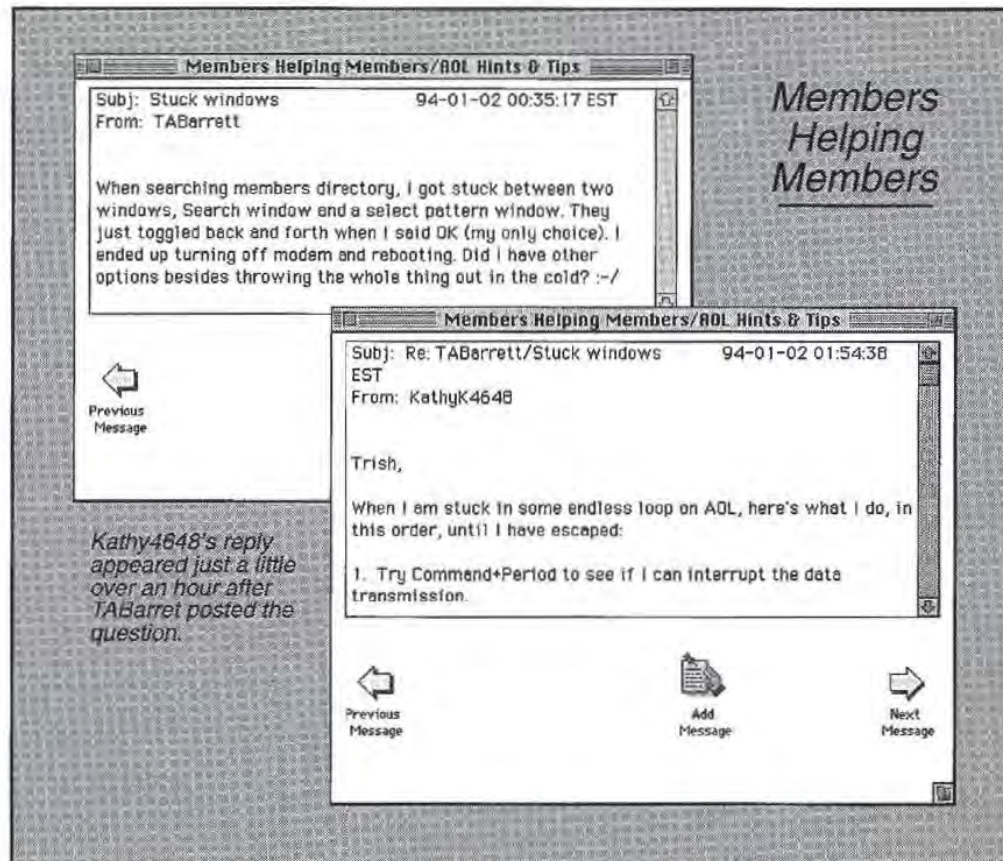 Members Helping Members/AOL Hints & Tips
Subj: Stuck windows 94-01-02 00:35:17 EST
From: TABarrett
When searching members directory, I got stuck between two
windows, Search window and a select pattern window. They
just toggled back and forth when I said OK (my only choice). I
ended up turning off modem and rebooting. Did I have other
options besides throwing the whole thing out in the cold? :-/
Previous
Message
Members
Helping
Members
Members Helping Members/AOL Hints & Tips
Subj: Re: TABarrett/Stuck windows 94-01-02 01:54:38
EST
From: KathyK4648
Trish,
When I am stuck in some endless loop on AOL, here's what I do, in
this order, until I have escaped:
1. Try Command+Period to see if I can interrupt the data
transmission.
Previous
Message
Add
Message
Next
Message
Kathy4648's reply
appeared just a little
over an hour after
TABarret posted the
question.